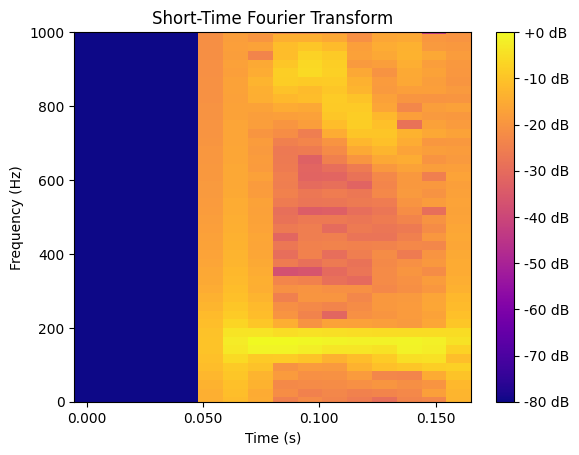 Short-Time Fourier Transform
1000
800
600
400
200
0
Frequency (Hz)
0.000
0.050
0.100
0.150
Time (s)
+0 dB
-10 dB
-20 dB
-30 dB
-40 dB
-50 dB
-60 dB
-70 dB
-80 dB